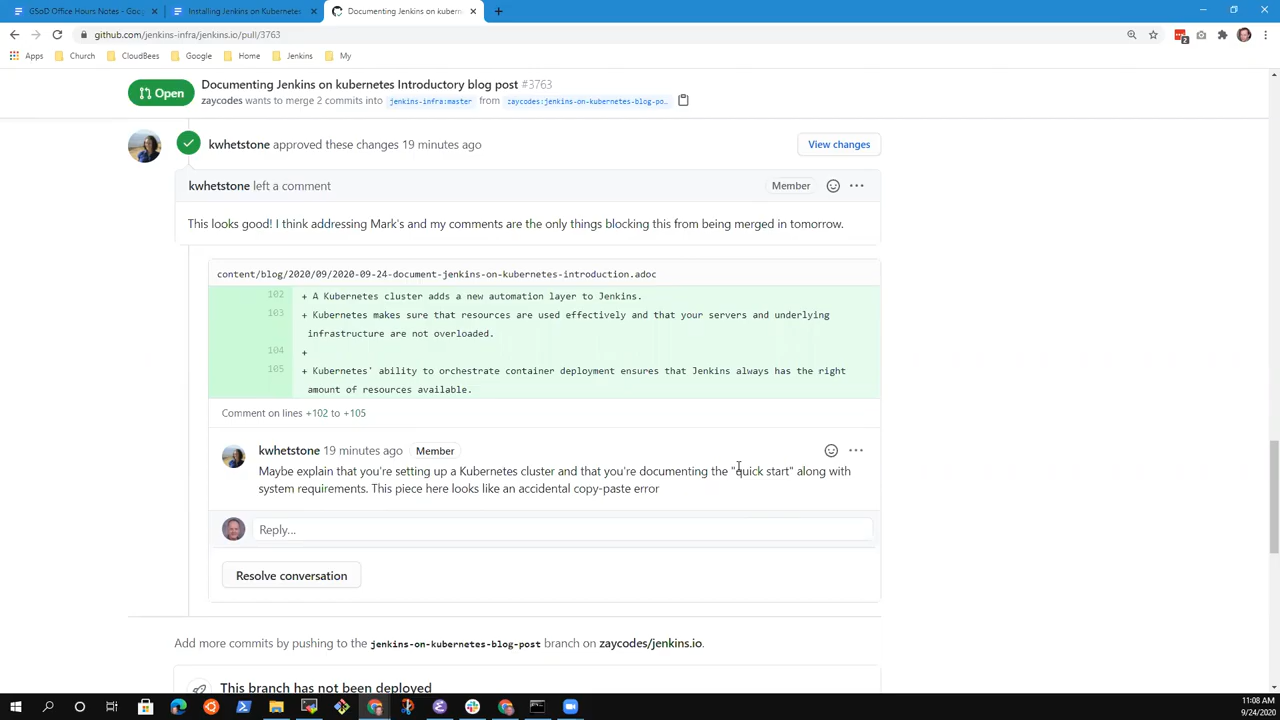 GSoD Office Hours Notes - Goog
Installing Jenkins on Kubernetes
Documenting Jenkins on kubern
github.com/jenkins-infra/jenkins.io/pull/3763
2
Apps
Church
CloudBees
Google
Home
Jenkins
My
Open
Documenting Jenkins on kubernetes Introductory blog post #3763
zaycodes wants to merge 2 commits into jenkins-infra:master from zaycodes:jenkins-on-kubernetes-blog-po...
kwhetstone approved these changes 19 minutes ago
View changes
kwhetstone left a comment
Member
This looks good! I think addressing Mark's and my comments are the only things blocking this from being merged in tomorrow.
content/blog/2020/09/2020-09-24-document-jenkins-on-kubernetes-introduction.adoc
102 + A Kubernetes cluster adds a new automation layer to Jenkins.
103 + Kubernetes makes sure that resources are used effectively and that your servers and underlying
infrastructure are not overloaded.
104 +
105 + Kubernetes' ability to orchestrate container deployment ensures that Jenkins always has the right
amount of resources available.
Comment on lines +102 to +105
kwhetstone 19 minutes ago Member
Maybe explain that you're setting up a Kubernetes cluster and that you're documenting the "quick start" along with
system requirements. This piece here looks like an accidental copy-paste error
Reply...
Resolve conversation
Add more commits by pushing to the jenkins-on-kubernetes-blog-post branch on zaycodes/jenkins.io.
This branch has not been deployed
11:08 AM
9/24/2020